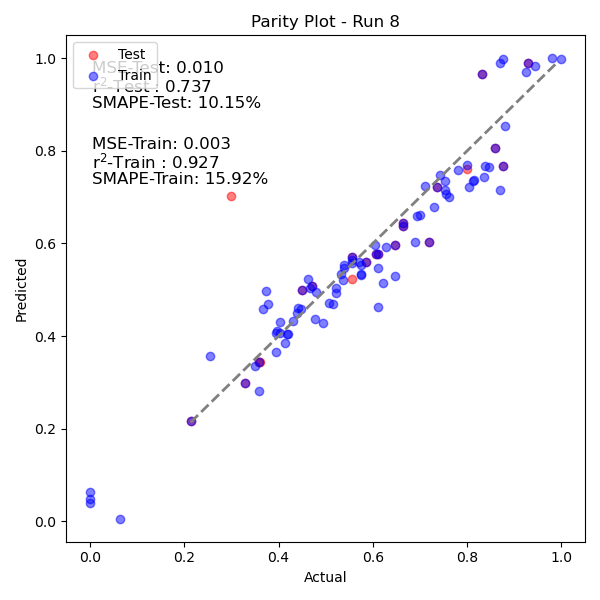 Parity Plot - Run 8
Test
Train
MSE-Test: 0.010
r²-Test : 0.737
SMAPE-Test: 10.15%
MSE-Train: 0.003
r²-Train : 0.927
SMAPE-Train: 15.92%
Predicted
1.0
0.8
0.6
0.4
0.2
0.0
0.0 0.2 0.4 0.6 0.8 1.0
Actual